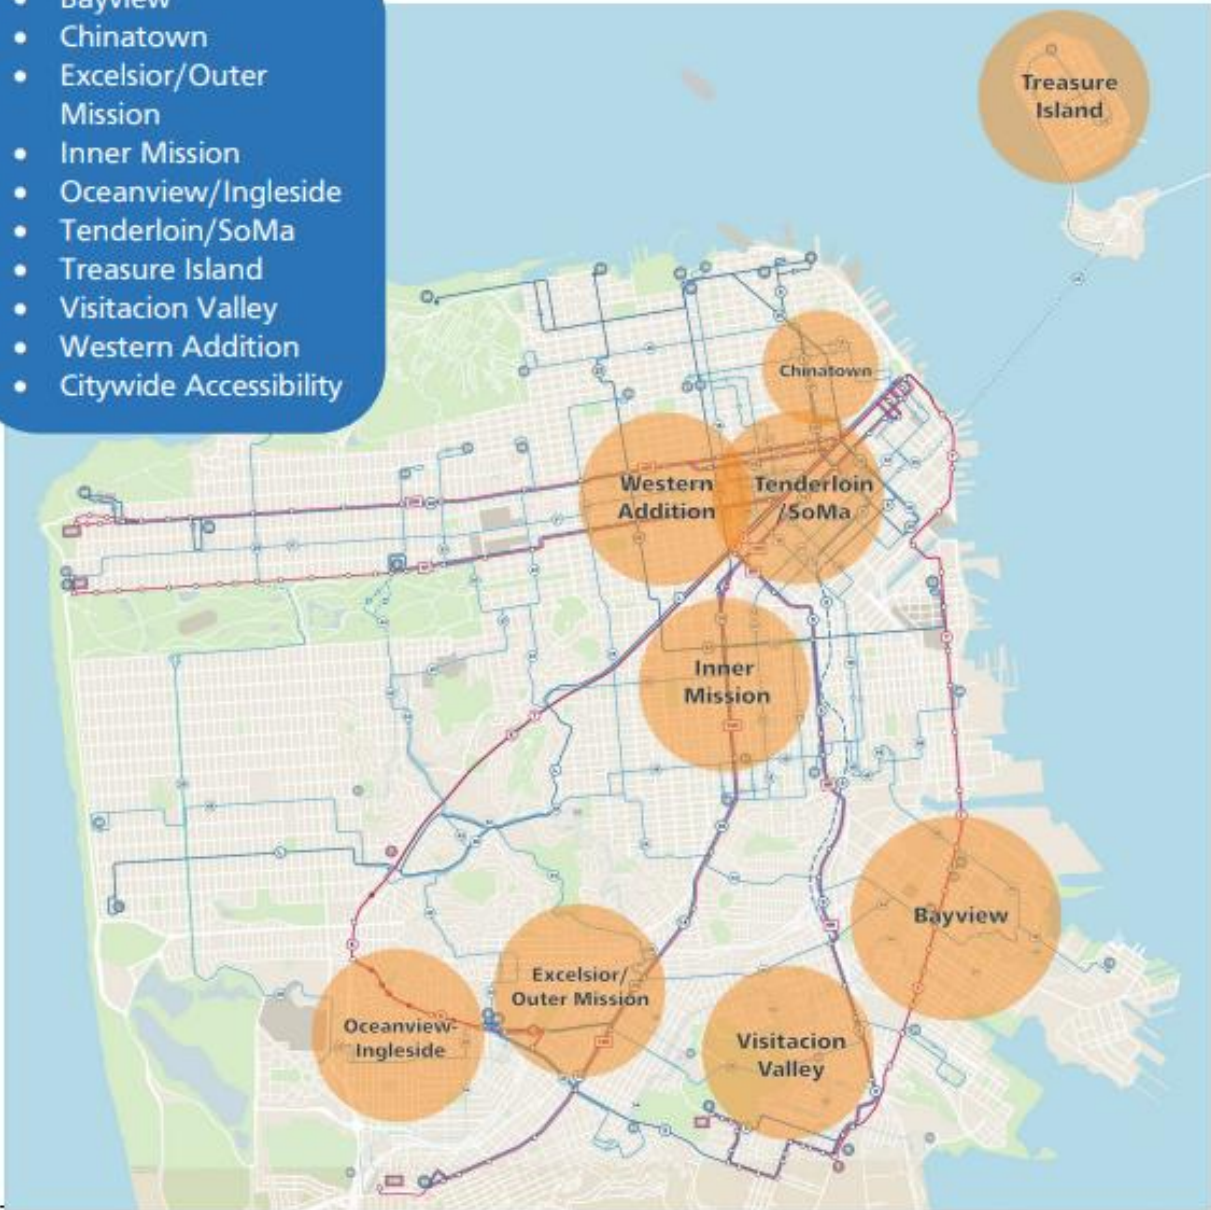 Bayview
• Chinatown
• Excelsior/Outer
Mission
• Inner Mission
• Oceanview/Ingleside
• Tenderloin/SoMa
• Treasure Island
• Visitacion Valley
• Western Addition
• Citywide Accessibility
Treasure
Island
Chinatown
Western
Addition
Tenderloin
/SoMa
Inner
Mission
Bayview
Excelsior/
Outer Mission
Oceanview-
Ingleside
Visitacion
Valley